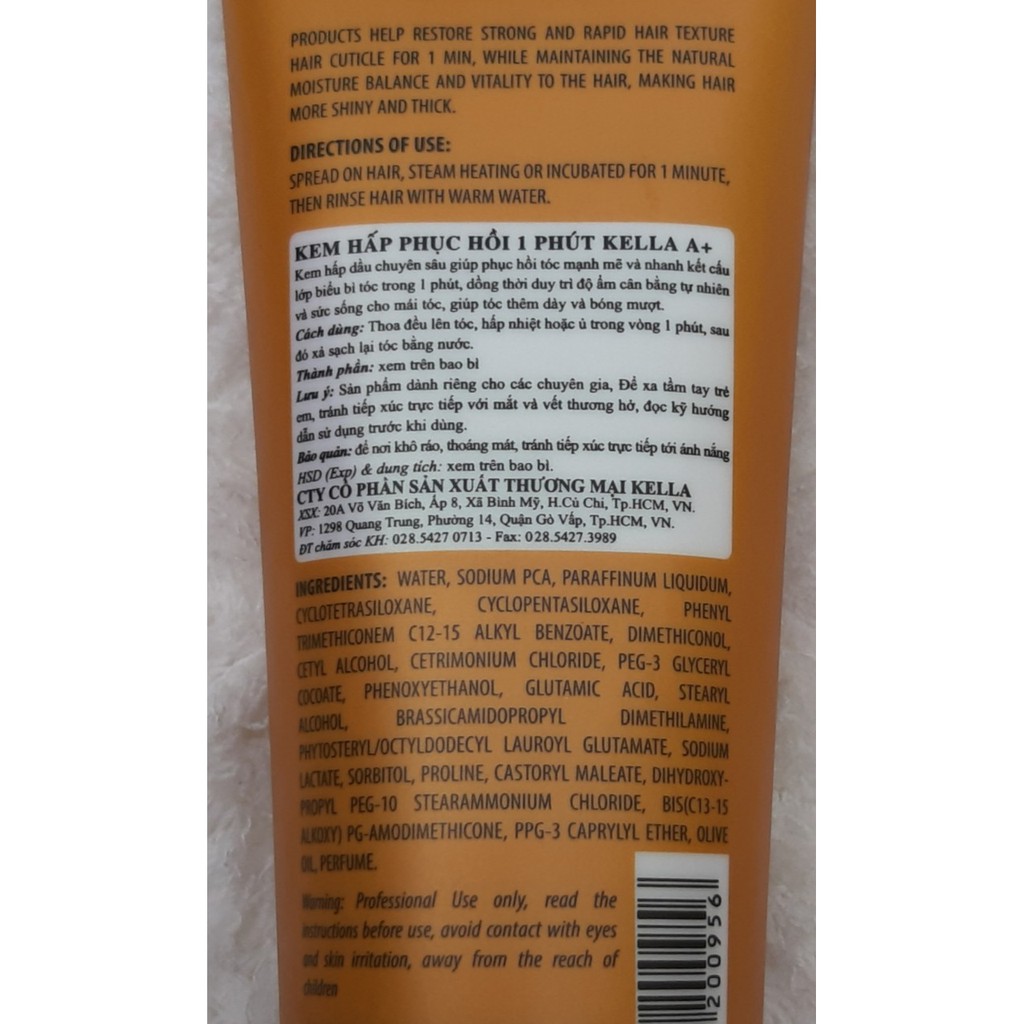 PRODUCTS HELP RESTORE STRONG AND RAPID HAIR TEXTURE
HAIR CUTICLE FOR 1 MIN, WHILE MAINTAINING THE NATURAL
MOISTURE BALANCE AND VITALITY TO THE HAIR, MAKING HAIR
MORE SHINY AND THICK.
DIRECTIONS OF USE:
SPREAD ON HAIR, STEAM HEATING OR INCUBATED FOR 1 MINUTE,
THEN RINSE HAIR WITH WARM WATER.
KEM HẤP PHỤC HỒI 1 PHÚT KELLA A+
Kem hấp dầu chuyên sâu giúp phục hồi tóc mạnh mẽ và nhanh kết cấu
lớp biểu bì tóc trong 1 phút, dồng thời duy trì độ ẩm cân bằng tự nhiên
và sức sống cho mái tóc, giúp tóc thêm dày và bóng mượt.
Cách dùng: Thoa đều lên tóc, hấp nhiệt hoặc ủ trong vòng 1 phút, sau
đó xả sạch lại tóc bằng nước.
Thành phần: xem trên bao bì
Lưu ý: Sản phẩm dành riêng cho các chuyên gia, Để xa tầm tay trẻ
em, tránh tiếp xúc trực tiếp với mắt và vết thương hở, đọc kỹ hướng
dẫn sử dụng trước khi dùng.
Bảo quản: để nơi khô ráo, thoáng mát, tránh tiếp xúc trực tiếp tới ánh nắng
HSD (Exp) & dung tích: xem trên bao bì.
CTY CỔ PHẦN SẢN XUẤT THƯƠNG MẠI KELLA
XSX: 20A Võ Văn Bích, Ấp 8, Xã Bình Mỹ, H.Củ Chi, Tp.HCM, VN.
VP: 1298 Quang Trung, Phường 14, Quận Gò Vấp, Tp.HCM, VN.
ĐT chăm sóc KH: 028.5427 0713 - Fax: 028.5427.3989
INGREDIENTS: WATER, SODIUM PCA, PARAFFINUM LIQUIDUM,
CYCLOTETRASILOXANE, CYCLOPENTASILOXANE, PHENYL
TRIMETHICONEM C12-15 ALKYL BENZOATE, DIMETHICONOL,
CETYL ALCOHOL, CETRIMONIUM CHLORIDE, PEG-3 GLYCERYL
COCOATE, PHENOXYETHANOL, GLUTAMIC ACID, STEARYL
ALCOHOL, BRASSICAMIDOPROPYL DIMETHILAMINE,
PHYTOSTERYL/OCTYLDODECYL LAUROYL GLUTAMATE, SODIUM
LACTATE, SORBITOL, PROLINE, CASTORYL MALEATE, DIHYDROXY-
PROPYL PEG-10 STEARAMMONIUM CHLORIDE, BIS(C13-15
ALKOXY) PG-AMODIMETHICONE, PPG-3 CAPRYLYL ETHER, OLIVE
OIL, PERFUME.
Warning: Professional Use only, read the
instructions before use, avoid contact with eyes
and skin irritation, away from the reach of
children
200956